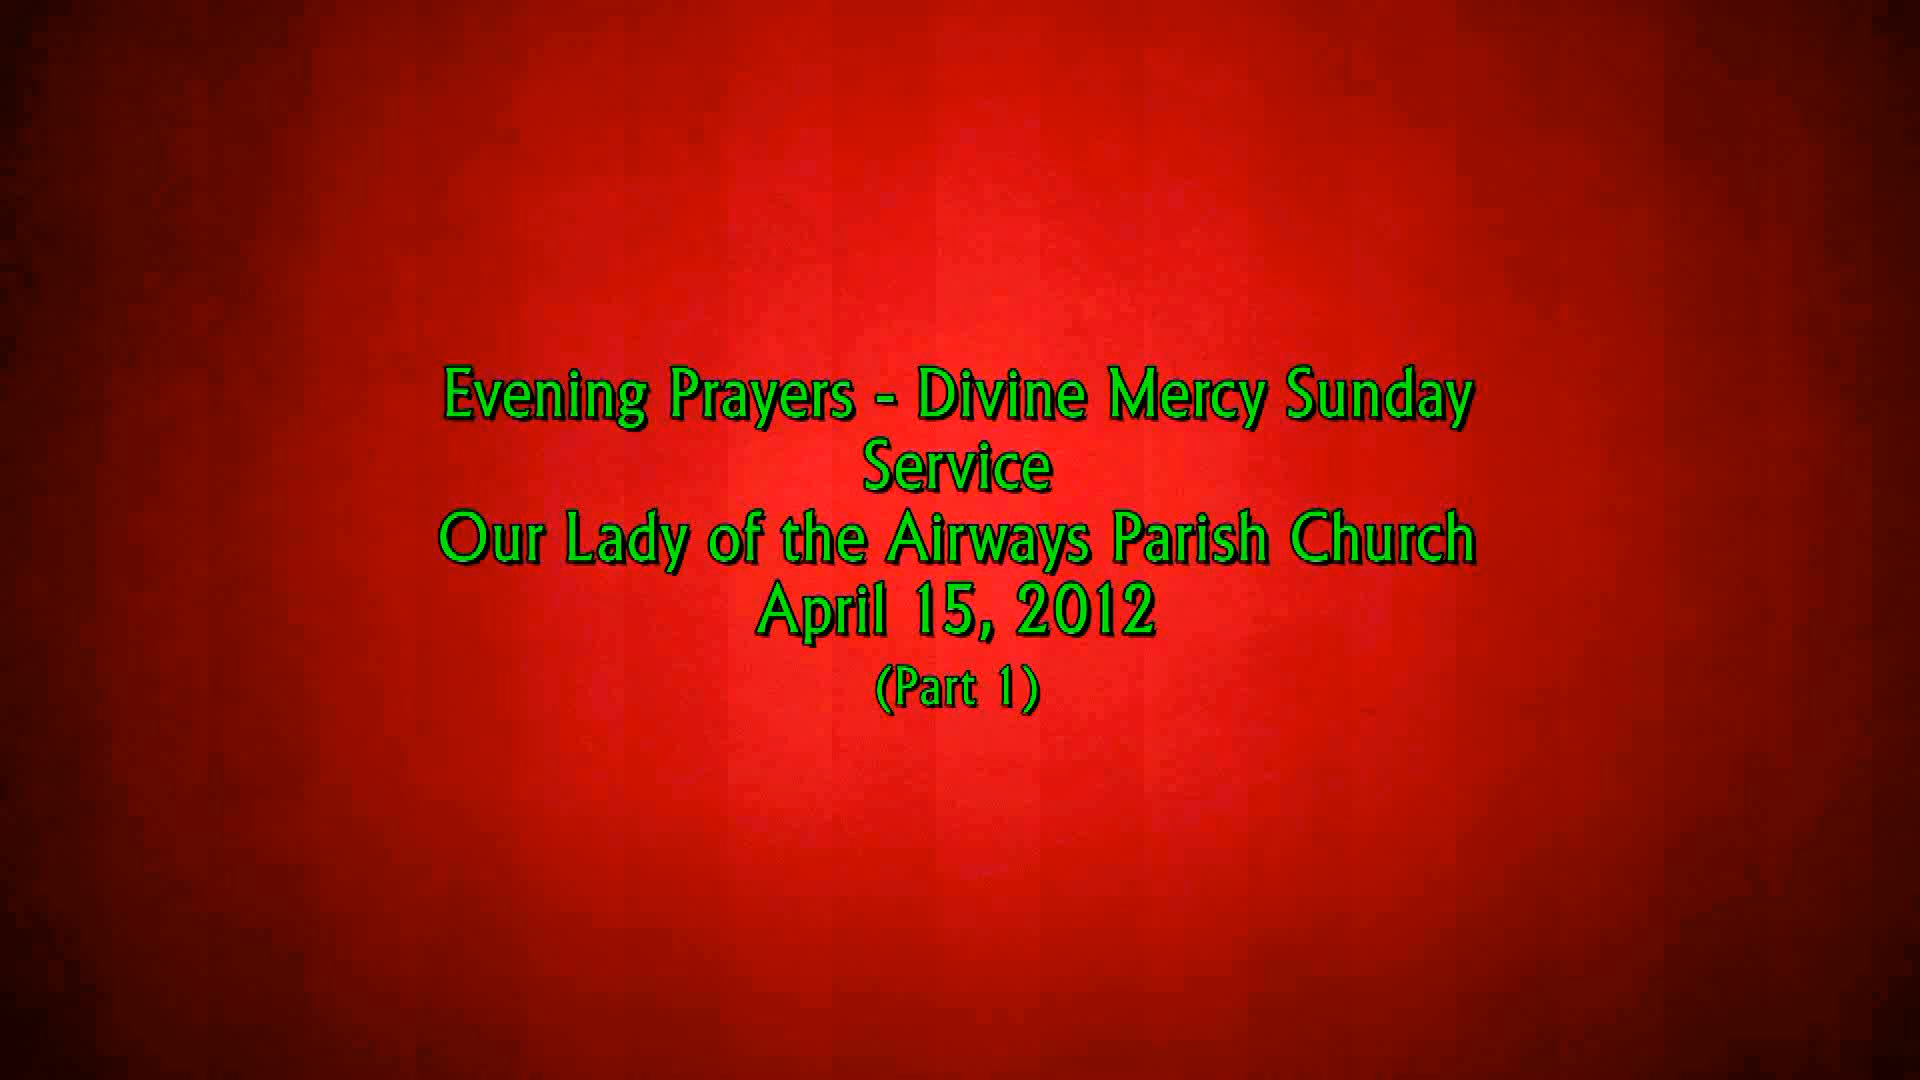 Evening Prayers - Divine Mercy Sunday
Service
Our Lady of the Airways Parish Church
April 15, 2012
(Part 1)